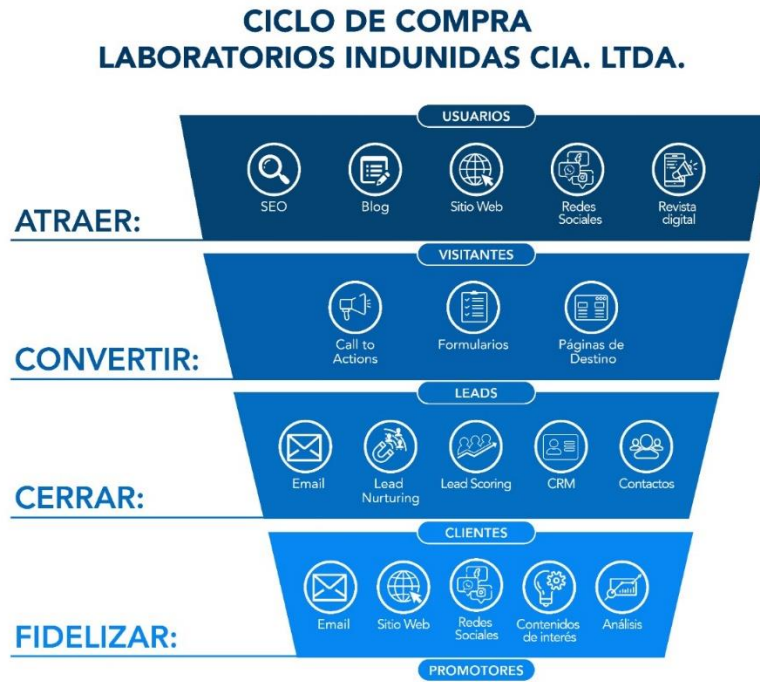 CICLO DE COMPRA
LABORATORIOS INDUNIDAS CIA. LTDA.
USUARIOS
SEO
Blog
Sitio Web
Redes
Sociales
Revista
digital
ATRAER:
VISITANTES
Call to
Actions
Formularios
Páginas de
Destino
CONVERTIR:
LEADS
Email
Lead
Nurturing
Lead Scoring
CRM
Contactos
CERRAR:
CLIENTES
Email
Sitio Web
Redes
Sociales
Contenidos
de interés
Análisis
FIDELIZAR:
PROMOTORES